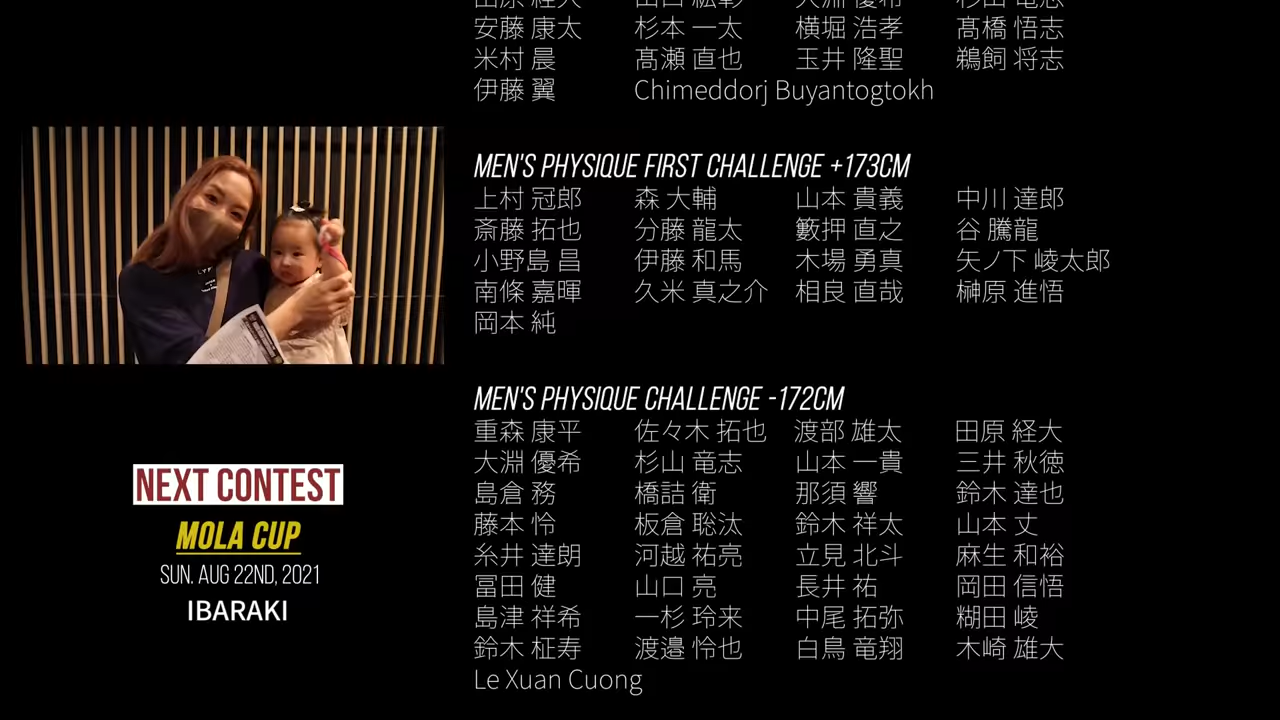 安藤 康太 杉本 一太 横堀 浩孝 髙橋 悟志
米村 晨 髙瀬 直也 玉井 隆聖 鵜飼 将志
伊藤 翼 Chimeddorj Buyantogtokh
MEN'S PHYSIQUE FIRST CHALLENGE +173CM
上村 冠郎 森 大輔 山本 貴義 中川 達郎
斎藤 拓也 分藤 龍太 籔押 直之 谷 騰龍
小野島 昌 伊藤 和馬 木場 勇真 矢ノ下 崚太郎
南條 嘉暉 久米 真之介 相良 直哉 榊原 進悟
岡本 純
MEN'S PHYSIQUE CHALLENGE -172CM
重森 康平 佐々木 拓也 渡部 雄太 田原 経大
大淵 優希 杉山 竜志 山本 一貴 三井 秋徳
島倉 務 橋詰 衛 那須 響 鈴木 達也
藤本 怜 板倉 聡汰 鈴木 祥太 山本 丈
糸井 達朗 河越 祐亮 立見 北斗 麻生 和裕
冨田 健 山口 亮 長井 祐 岡田 信悟
島津 祥希 一杉 玲来 中尾 拓弥 糊田 崚
鈴木 柾寿 渡邉 怜也 白鳥 竜翔 木崎 雄大
Le Xuan Cuong
NEXT CONTEST
MOLA CUP
SUN. AUG 22ND, 2021
IBARAKI